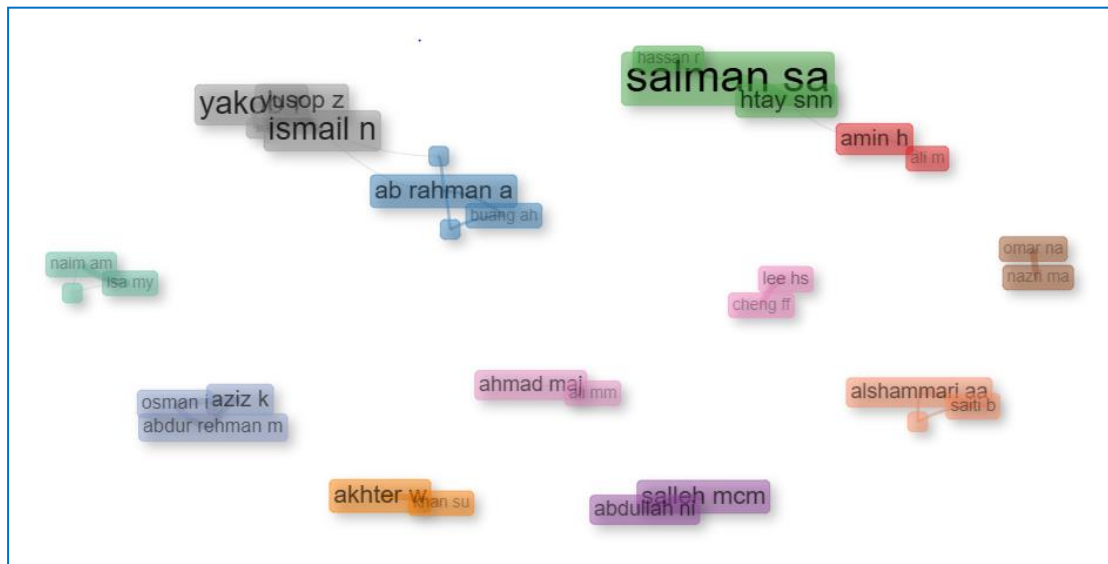 hassan r
salman sa
yusop z
htay snn
ismail n
amin h
ali m
ab rahman a
buang ah
omar na
naim am
isa my
nazri ma
lee hs
cheng ff
ahmad maj
ali mm
alshammari aa
saiti b
osman i
aziz k
abdur rehman m
akhter w
khan su
salleh mcm
abdullah ni